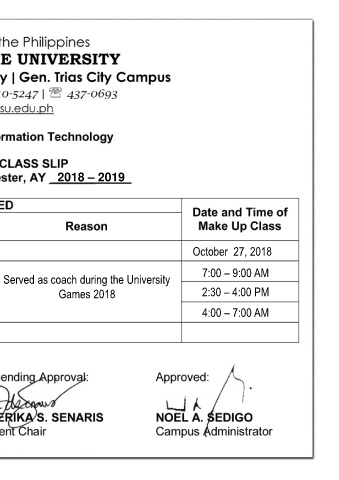 the Philippines
E UNIVERSITY
y | Gen. Trias City Campus
0-5247 | ☏ 437-0693
su.edu.ph
rmation Technology
CLASS SLIP
ester, AY 2018 – 2019
ED
Reason
Date and Time of
Make Up Class
October 27, 2018
Served as coach during the University
Games 2018
7:00 – 9:00 AM
2:30 – 4:00 PM
4:00 – 7:00 AM
ending Approval:
Approved:
ERIKA S. SENARIS
NOEL A. SEDIGO
ent Chair
Campus Administrator